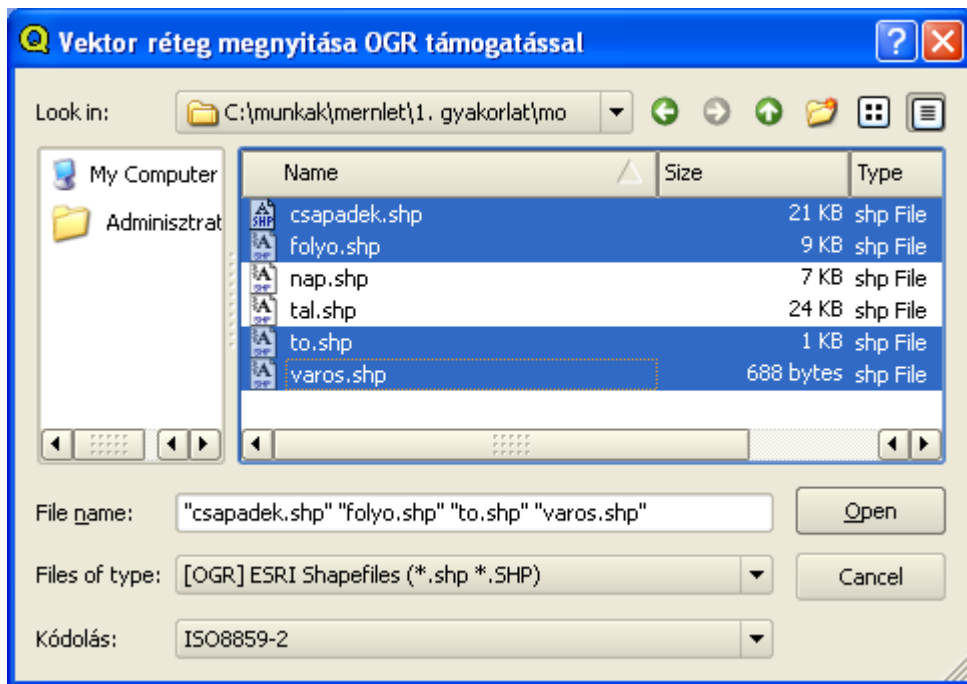 Vektor réteg megnyitása OGR támogatással
Look in: C:\munkak\mernlet\1. gyakorlat\mo
My Computer
Adminisztrat
Name Size Type
csapadek.shp 21 KB shp File
folyo.shp 9 KB shp File
nap.shp 7 KB shp File
tal.shp 24 KB shp File
to.shp 1 KB shp File
varos.shp 688 bytes shp File
File name: "csapadek.shp" "folyo.shp" "to.shp" "varos.shp" Open
Files of type: [OGR] ESRI Shapefiles (*.shp *.SHP) Cancel
Kódolás: ISO8859-2